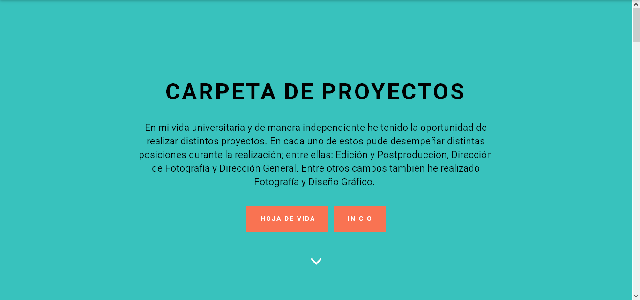 CARPETA DE PROYECTOS
En mi vida universitaria y de manera independiente he tenido la oportunidad de
realizar distintos proyectos. En cada uno de estos pude desempeñar distintas
posiciones durante la realización, entre ellas: Edición y Postproducción, Dirección
de Fotografía y Dirección General. Entre otros campos también he realizado
Fotografía y Diseño Gráfico.
HOJA DE VIDA
INICIO